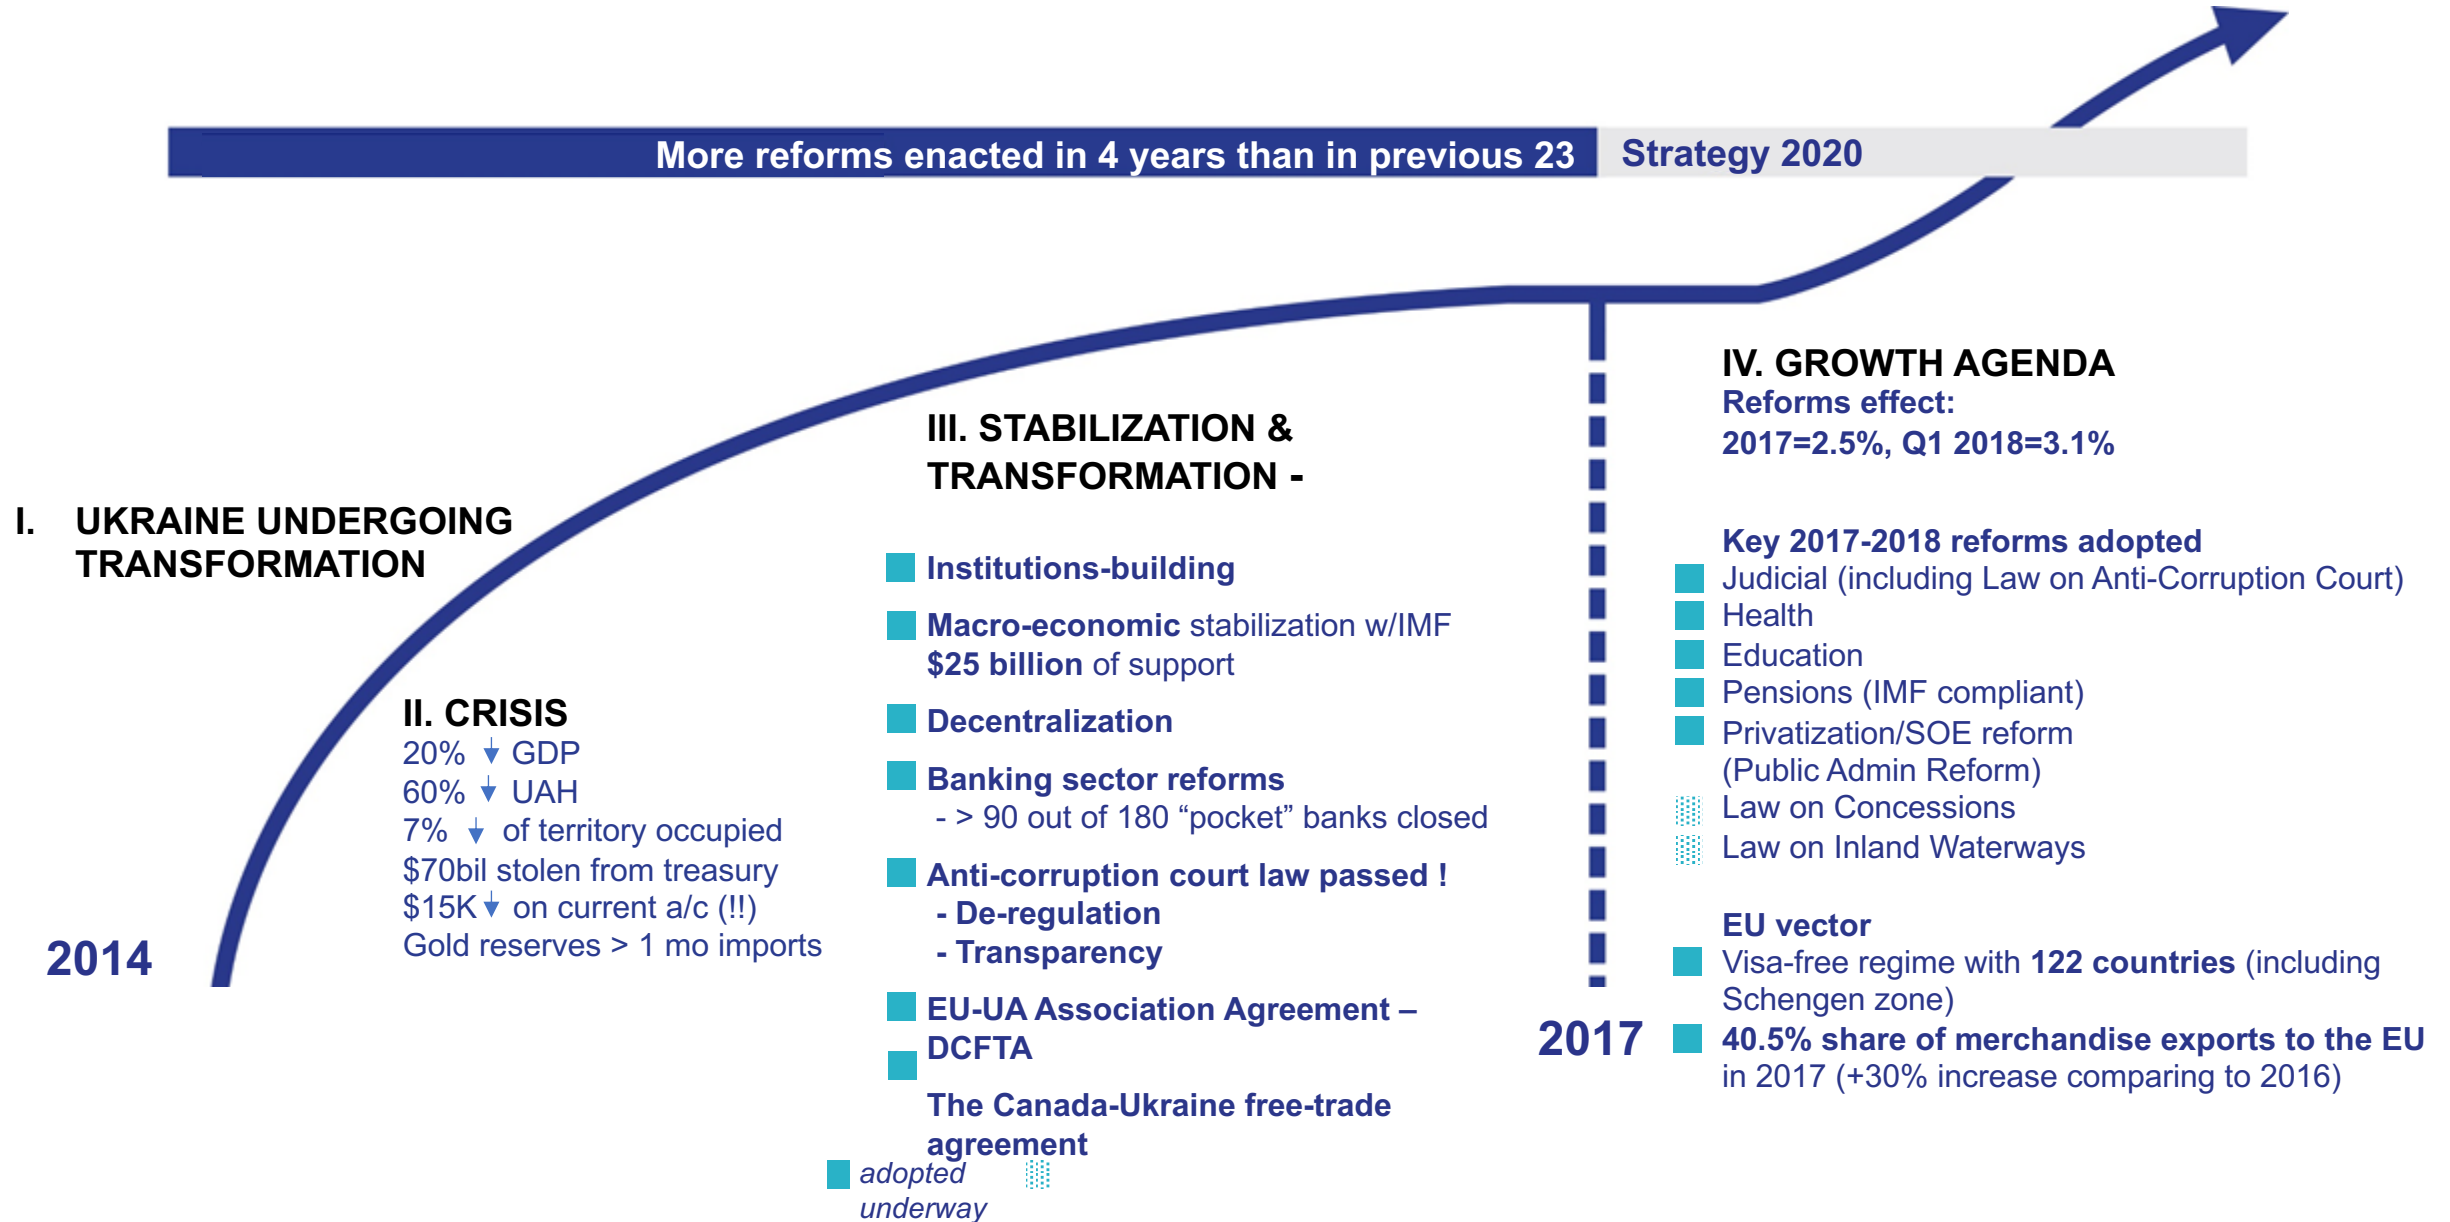 More reforms enacted in 4 years than in previous 23
Strategy 2020
I. UKRAINE UNDERGOING
TRANSFORMATION
2014
II. CRISIS
20% GDP
60% UAH
7% of territory occupied
$70bil stolen from treasury
$15K on current a/c (!!)
Gold reserves > 1 mo imports
III. STABILIZATION &
TRANSFORMATION -
Institutions-building
Macro-economic stabilization w/IMF
$25 billion of support
Decentralization
Banking sector reforms
- > 90 out of 180 “pocket” banks closed
Anti-corruption court law passed !
- De-regulation
- Transparency
EU-UA Association Agreement –
DCFTA
The Canada-Ukraine free-trade
agreement
adopted
underway
2017
IV. GROWTH AGENDA
Reforms effect:
2017=2.5%, Q1 2018=3.1%
Key 2017-2018 reforms adopted
Judicial (including Law on Anti-Corruption Court)
Health
Education
Pensions (IMF compliant)
Privatization/SOE reform
(Public Admin Reform)
Law on Concessions
Law on Inland Waterways
EU vector
Visa-free regime with 122 countries (including
Schengen zone)
40.5% share of merchandise exports to the EU
in 2017 (+30% increase comparing to 2016)